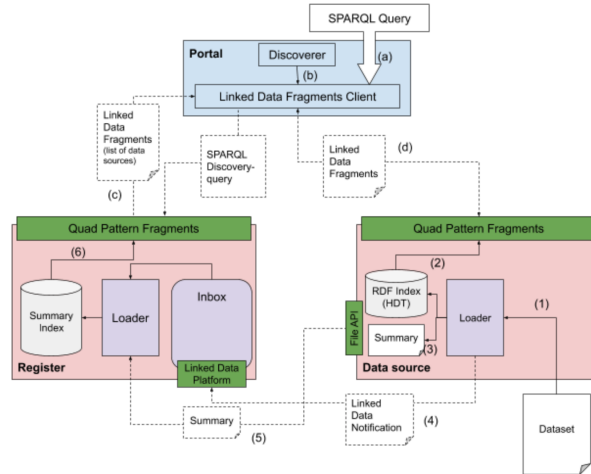 SPARQL Query
Portal
Discoverer
(a)
(b)
Linked Data Fragments Client
Linked
Data
Fragments
(list of data
sources)
SPARQL
Discovery-
query
Linked
Data
Fragments
(d)
(c)
Quad Pattern Fragments
Quad Pattern Fragments
(6)
(2)
Summary
Index
Loader
Inbox
RDF Index
(HDT)
Loader
(1)
File API
Summary
(3)
Register
Linked Data
Platform
Data source
Summary
(5)
Linked
Data
Notification
(4)
Dataset